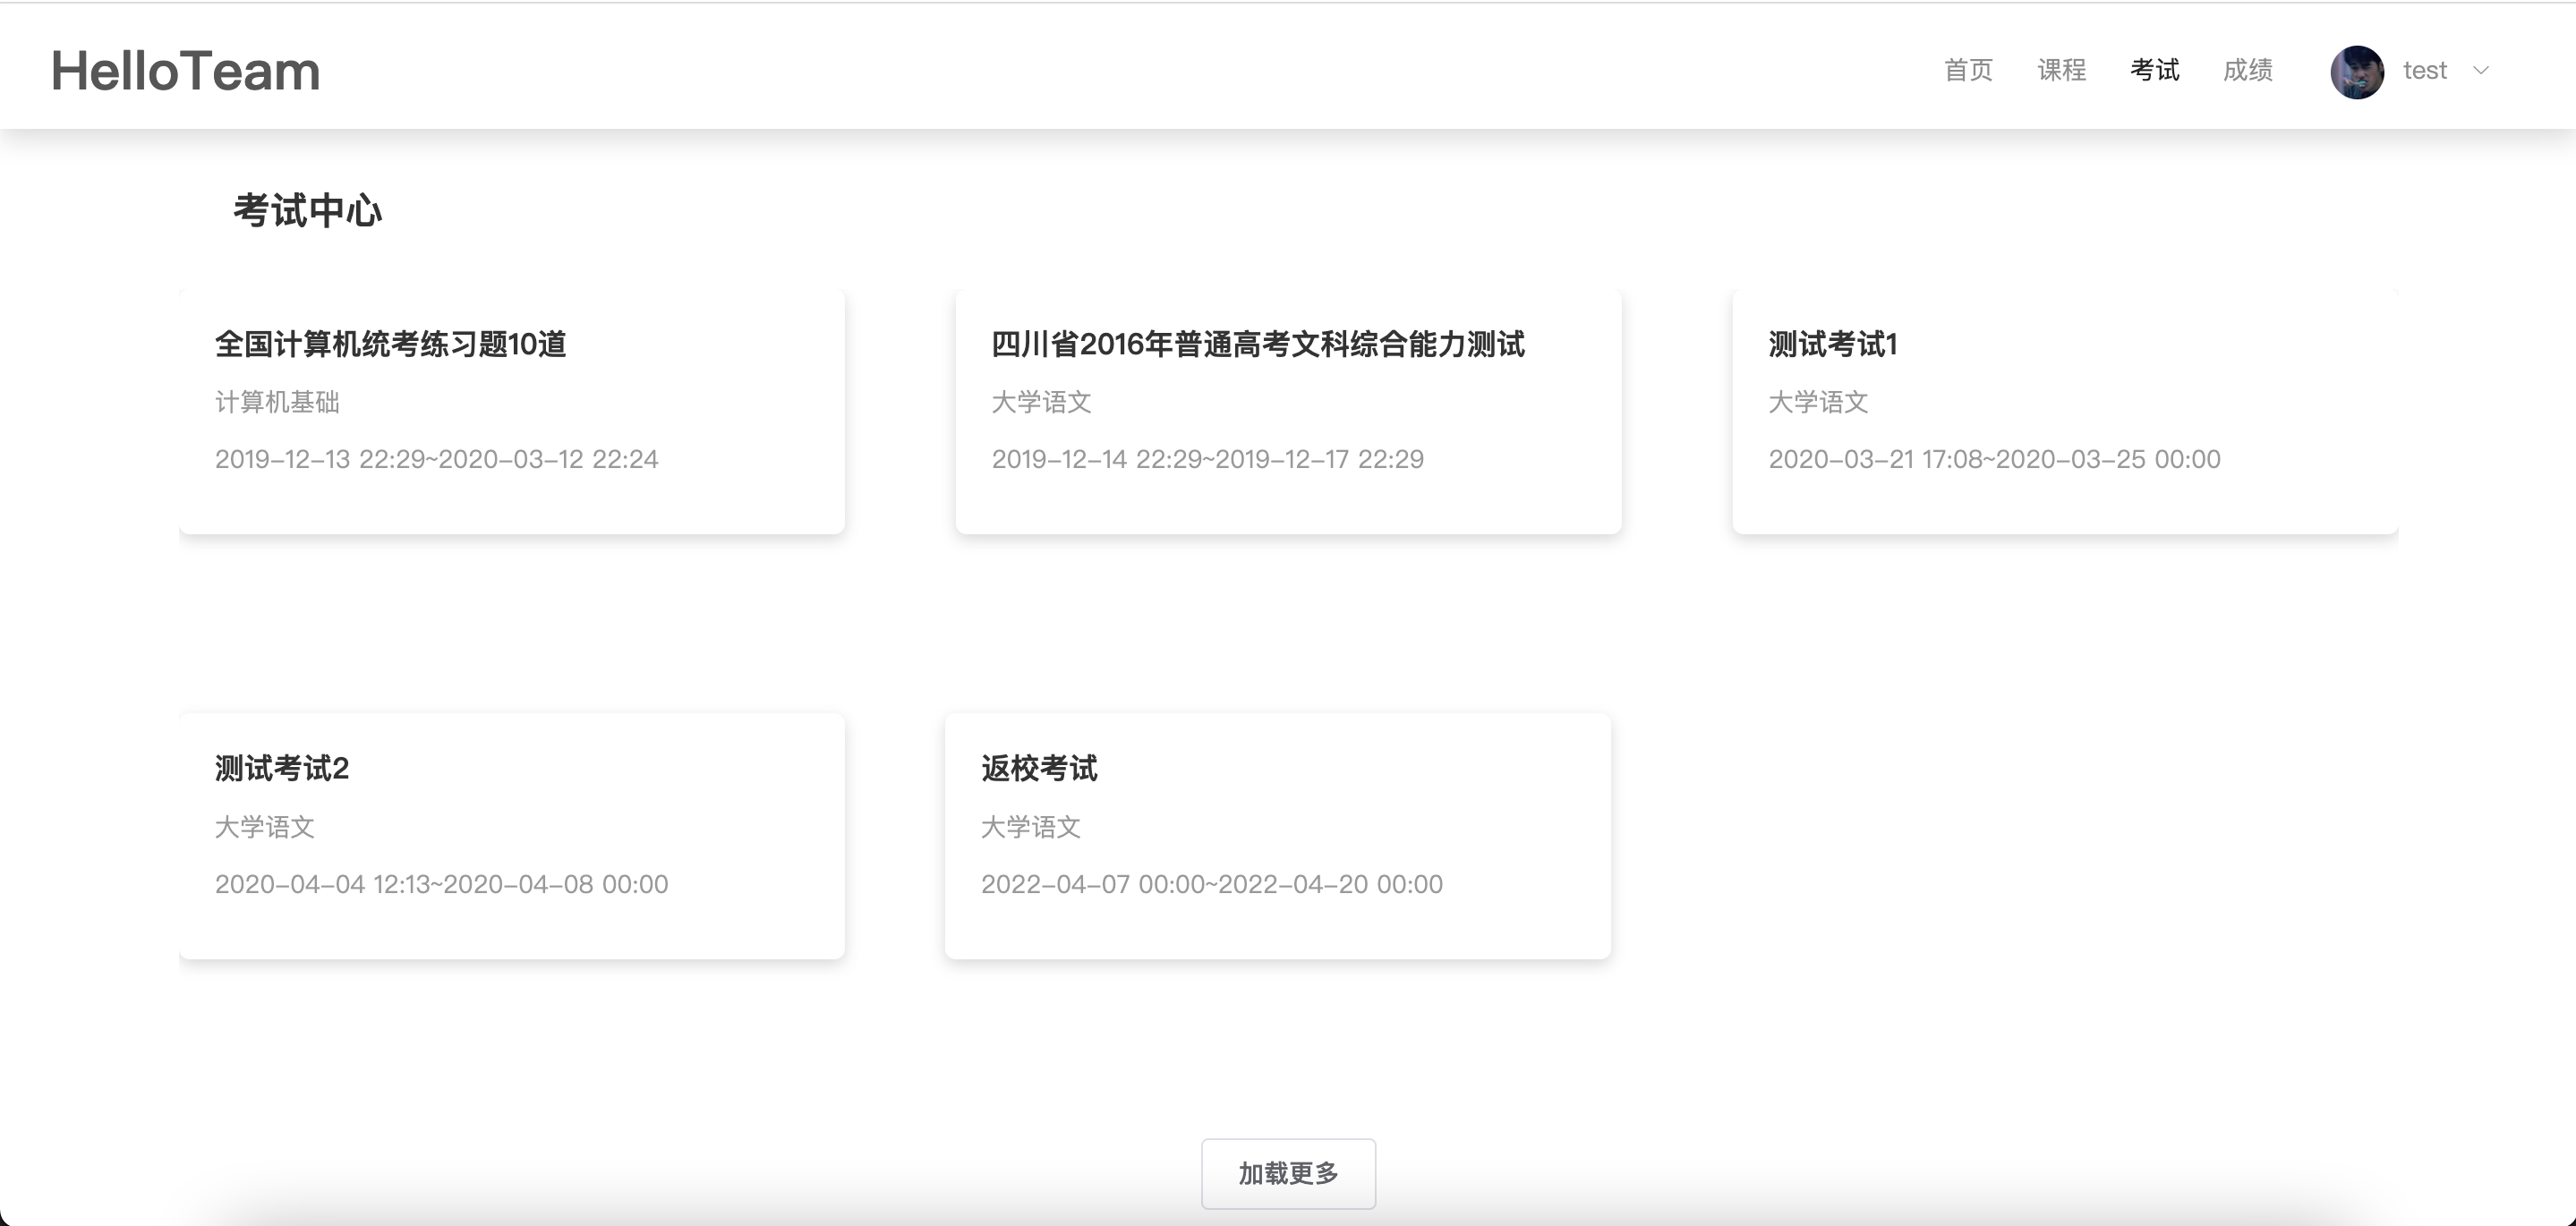 HelloTeam
首页 课程 考试 成绩 test
考试中心
全国计算机统考练习题10道
计算机基础
2019-12-13 22:29~2020-03-12 22:24
四川省2016年普通高考文科综合能力测试
大学语文
2019-12-14 22:29~2019-12-17 22:29
测试考试1
大学语文
2020-03-21 17:08~2020-03-25 00:00
测试考试2
大学语文
2020-04-04 12:13~2020-04-08 00:00
返校考试
大学语文
2022-04-07 00:00~2022-04-20 00:00
加载更多